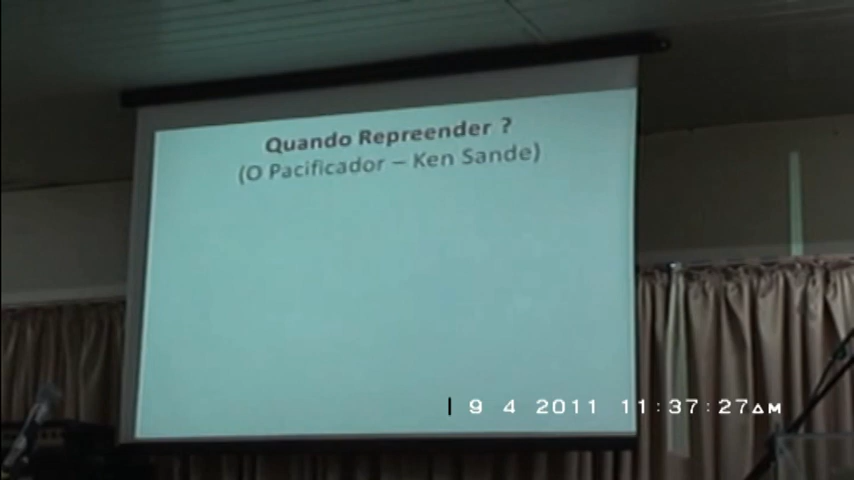 Quando Repreender ?
(O Pacificador – Ken Sande)
9 4 2011 11:37:27AM